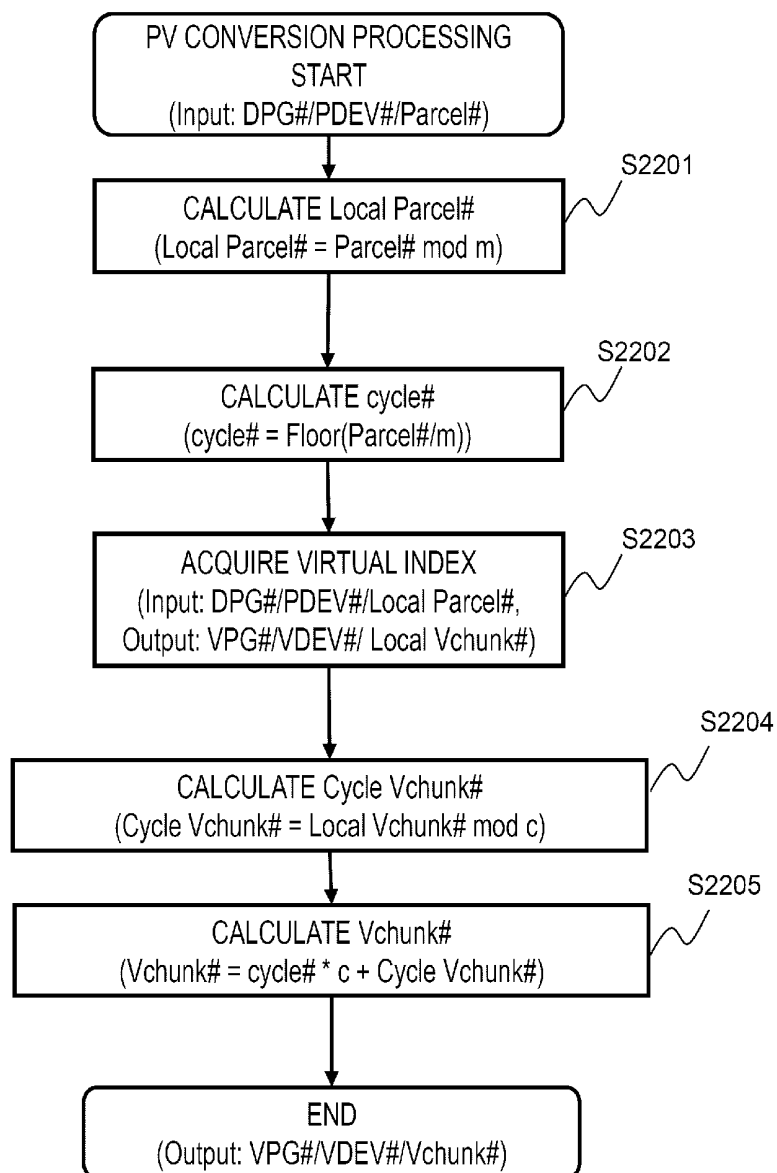 PV CONVERSION PROCESSING
START
(Input: DPG#/PDEV#/Parcel#)
S2201
CALCULATE Local Parcel#
(Local Parcel# = Parcel# mod m)
S2202
CALCULATE cycle#
(cycle# = Floor(Parcel#/m))
S2203
ACQUIRE VIRTUAL INDEX
(Input: DPG#/PDEV#/Local Parcel#,
Output: VPG#/VDEV#/ Local Vchunk#)
S2204
CALCULATE Cycle Vchunk#
(Cycle Vchunk# = Local Vchunk# mod c)
S2205
CALCULATE Vchunk#
(Vchunk# = cycle# * c + Cycle Vchunk#)
END
(Output: VPG#/VDEV#/Vchunk#)